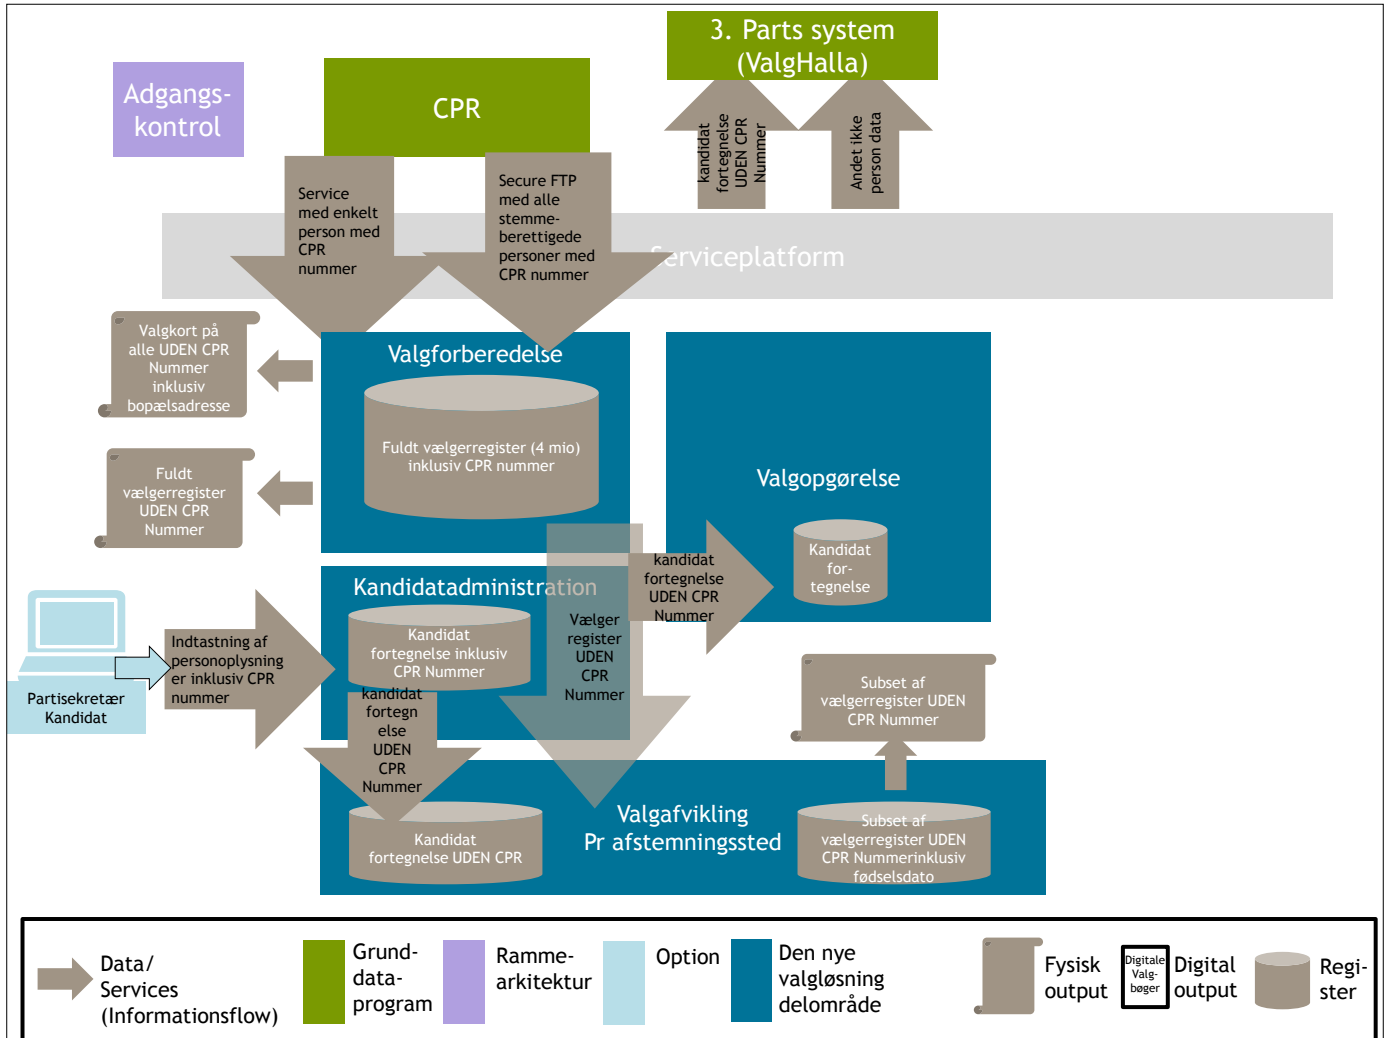 3. Parts system
(ValgHalla)
Adgangs-
kontrol
CPR
kandidat
fortegnelse
UDEN CPR
Nummer
Andet ikke
person data
Service
med enkelt
person med
CPR
nummer
Secure FTP
med alle
stemme-
berettigede
personer med
CPR nummer
Serviceplatform
Valgkort på
alle UDEN CPR
Nummer
inklusiv
bopælsadresse
Valgforberedelse
Fuldt vælgerregister (4 mio)
inklusiv CPR nummer
Fuldt
vælgerregister
UDEN CPR
Nummer
Valgopgørelse
Kandidat
for-
tegnelse
kandidat
fortegnelse
UDEN CPR
Nummer
Kandidatadministration
Kandidat
fortegnelse inklusiv
CPR Nummer
Vælger
register
UDEN
CPR
Nummer
Indtastning af
personoplysning
er inklusiv CPR
nummer
Partisekretær
Kandidat
kandidat
fortegn
else
UDEN
CPR
Nummer
Subset af
vælgerregister UDEN
CPR Nummer
Valgafvikling
Pr afstemningssted
Kandidat
fortegnelse UDEN CPR
Subset af
vælgerregister UDEN
CPR Nummerinklusiv
fødselsdato
Data/
Services
(Informationsflow)
Grund-
data-
program
Ramme-
arkitektur
Option
Den nye
valgløsning
delområde
Fysisk
output
Digitale
Valg-
bøger
Digital
output
Regi-
ster